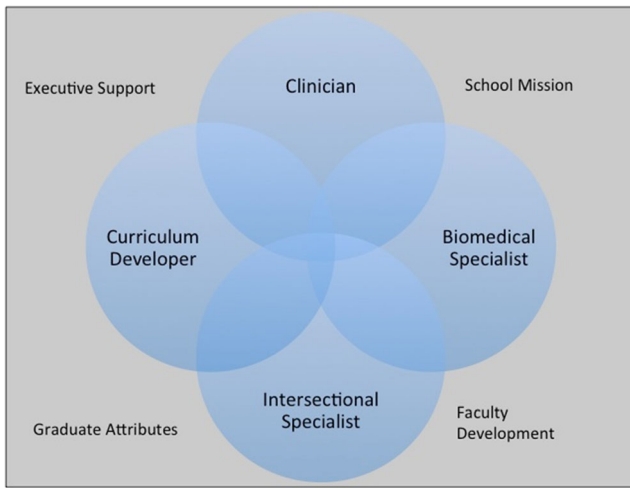 Executive Support
Clinician
School Mission
Curriculum
Developer
Biomedical
Specialist
Intersectional
Specialist
Graduate Attributes
Faculty
Development